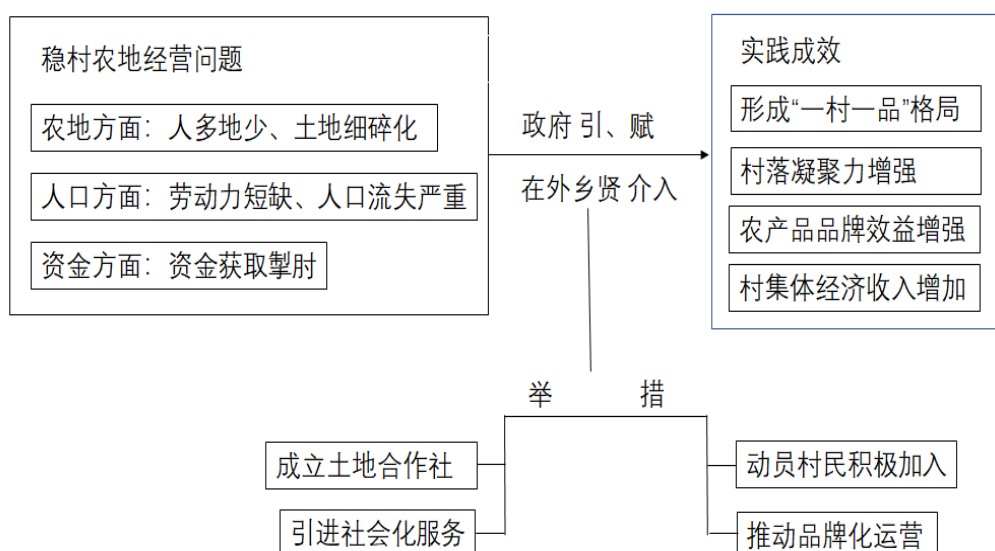 稳村农地经营问题
农地方面：人多地少、土地细碎化
人口方面：劳动力短缺、人口流失严重
资金方面：资金获取掣肘
政府 引、赋
在外乡贤 介入
实践成效
形成“一村一品”格局
村落凝聚力增强
农产品品牌效益增强
村集体经济收入增加
举 措
成立土地合作社
引进社会化服务
动员村民积极加入
推动品牌化运营